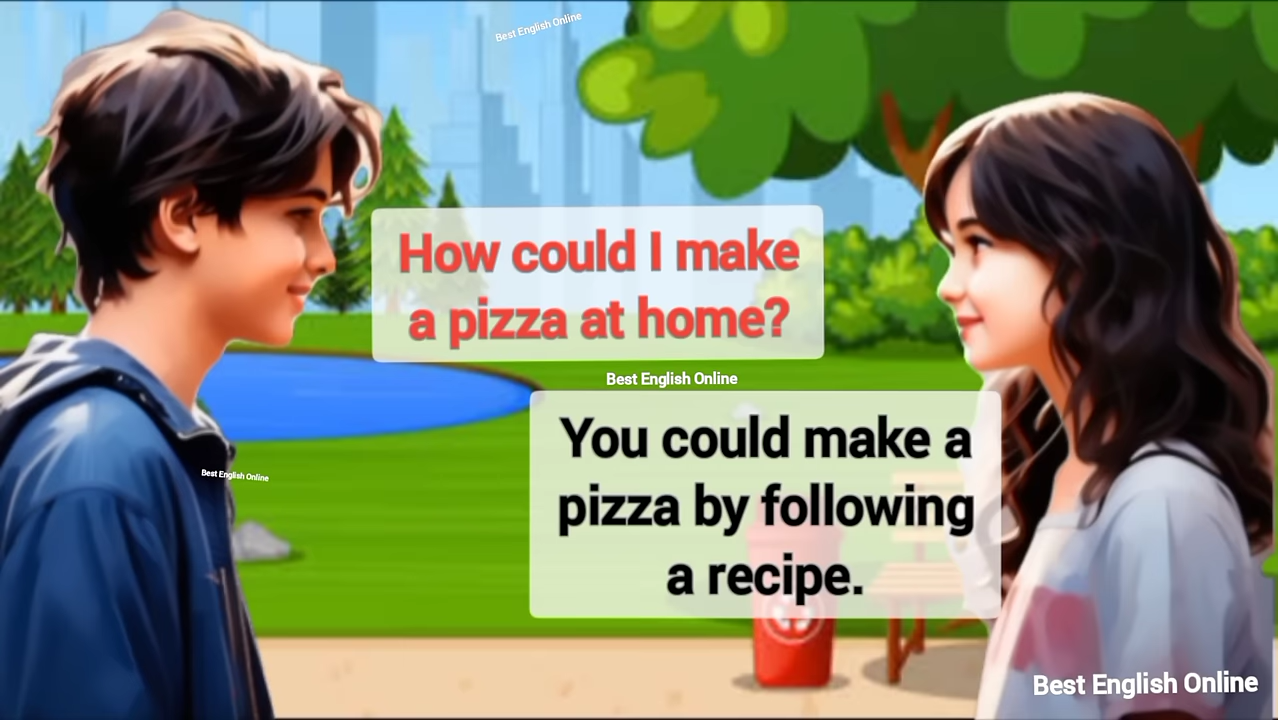 Best English Online
How could I make
a pizza at home?
Best English Online
You could make a
pizza by following
a recipe.
Best English Online
Best English Online